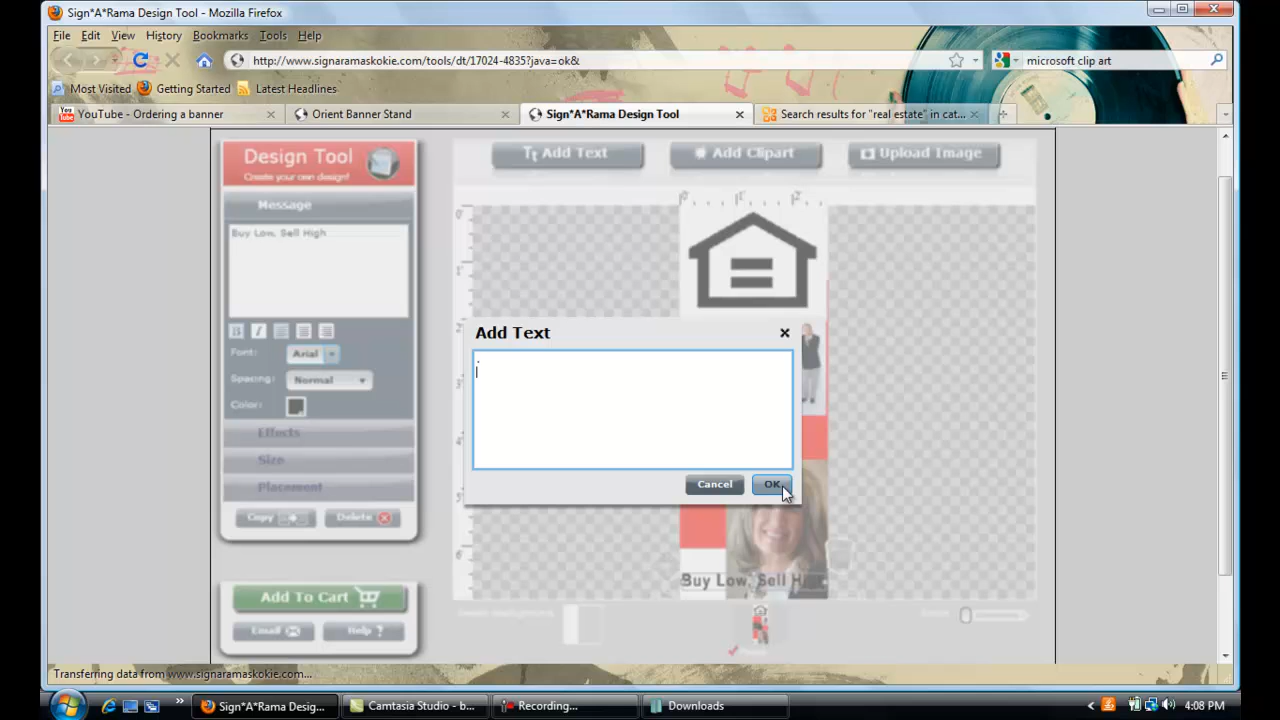 Sign*A*Rama Design Tool - Mozilla Firefox
File Edit View History Bookmarks Tools Help
http://www.signaramaskokie.com/tools/dt/17024-4835?java=ok&
microsoft clip art
Most Visited Getting Started Latest Headlines
YouTube - Ordering a banner
Orient Banner Stand
Sign*A*Rama Design Tool
Search results for "real estate" in cat...
Design Tool
Create your own design!
Add Text
Add Clipart
Upload Image
Message
Buy Low, Sell High
B I
Font: Arial
Spacing: Normal
Color:
Effects
Size
Placement
Copy
Delete
Add To Cart
Email
Help ?
Add Text
.
Cancel
OK
Buy Low, Sell High
Transferring data from www.signaramaskokie.com...
Sign*A*Rama Desig...
Camtasia Studio - b...
Recording...
Downloads
4:08 PM